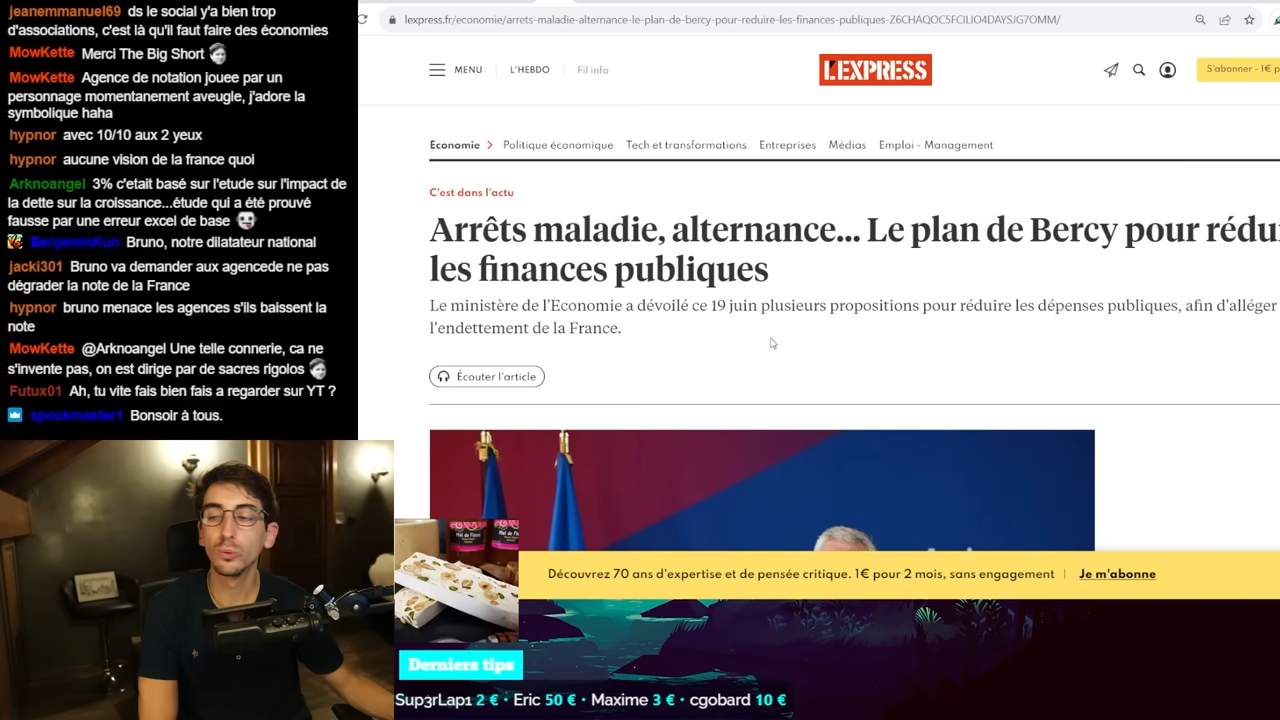 jeanemmanuel69 ds le social y'a bien trop
d'associations, c'est là qu'il faut faire des économies
MowKette Merci The Big Short
MowKette Agence de notation jouee par un
personnage momentanement aveugle, j'adore la
symbolique haha
hypnor avec 10/10 aux 2 yeux
hypnor aucune vision de la france quoi
Arknoangel 3% c'etait basé sur l'etude sur l'impact de
la dette sur la croissance...étude qui a été prouvé
fausse par une erreur excel de base
BenjaminKun Bruno, notre dilatateur national
jacki301 Bruno va demander aux agencede ne pas
dégrader la note de la France
hypnor bruno menace les agences s'ils baissent la
note
MowKette @Arknoangel Une telle connerie, ca ne
s'invente pas, on est dirige par de sacres rigolos
Futux01 Ah, tu vite fais bien fais a regarder sur YT ?
spockmaster1 Bonsoir à tous.
lexpress.fr/economie/arrets-maladie-alternance-le-plan-de-bercy-pour-reduire-les-finances-publiques-Z6CHAQOC5FCILIO4DAYSJG7OMM/
MENU L'HEBDO Fil info
L'EXPRESS
S'abonner - 1€ p
Economie > Politique économique Tech et transformations Entreprises Médias Emploi - Management
C'est dans l'actu
Arrêts maladie, alternance... Le plan de Bercy pour rédui
les finances publiques
Le ministère de l'Economie a dévoilé ce 19 juin plusieurs propositions pour réduire les dépenses publiques, afin d'alléger
l'endettement de la France.
Écouter l'article
Découvrez 70 ans d'expertise et de pensée critique. 1€ pour 2 mois, sans engagement | Je m'abonne
Derniers tips
Sup3rLap1 2 € • Eric 50 € • Maxime 3 € • cgobard 10 €